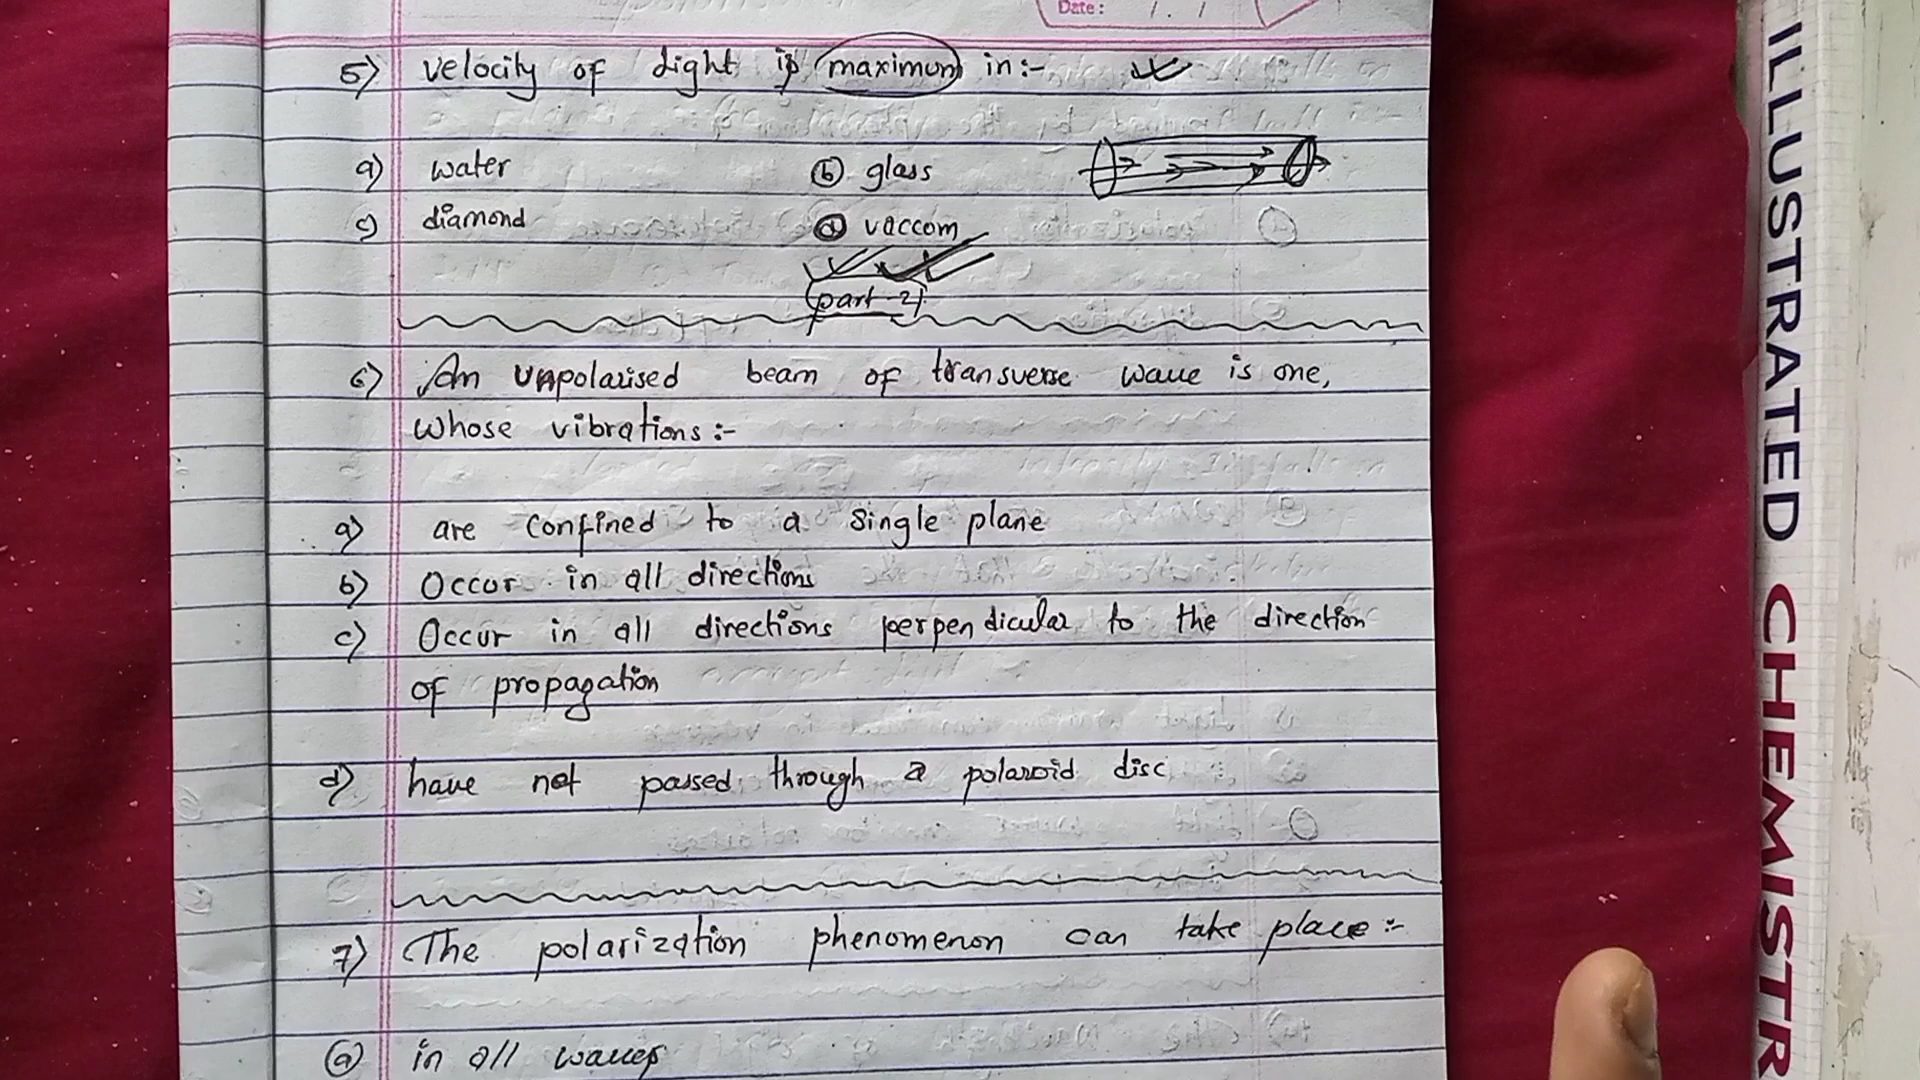 Date: 1. 1
5) velocity of light is maximum in:-
a) water (b) glass
c) diamond (d) vaccom
(part-2)
6) An unpolarised beam of transverse wave is one,
whose vibrations:-
a) are confined to a single plane
b) Occur in all directions
c) Occur in all directions perpendicular to the direction
of propagation
d) have not passed through a polaroid disc
7) The polarization phenomenon can take place:-
(a) in all waves
ILLUSTRATED CHEMISTR